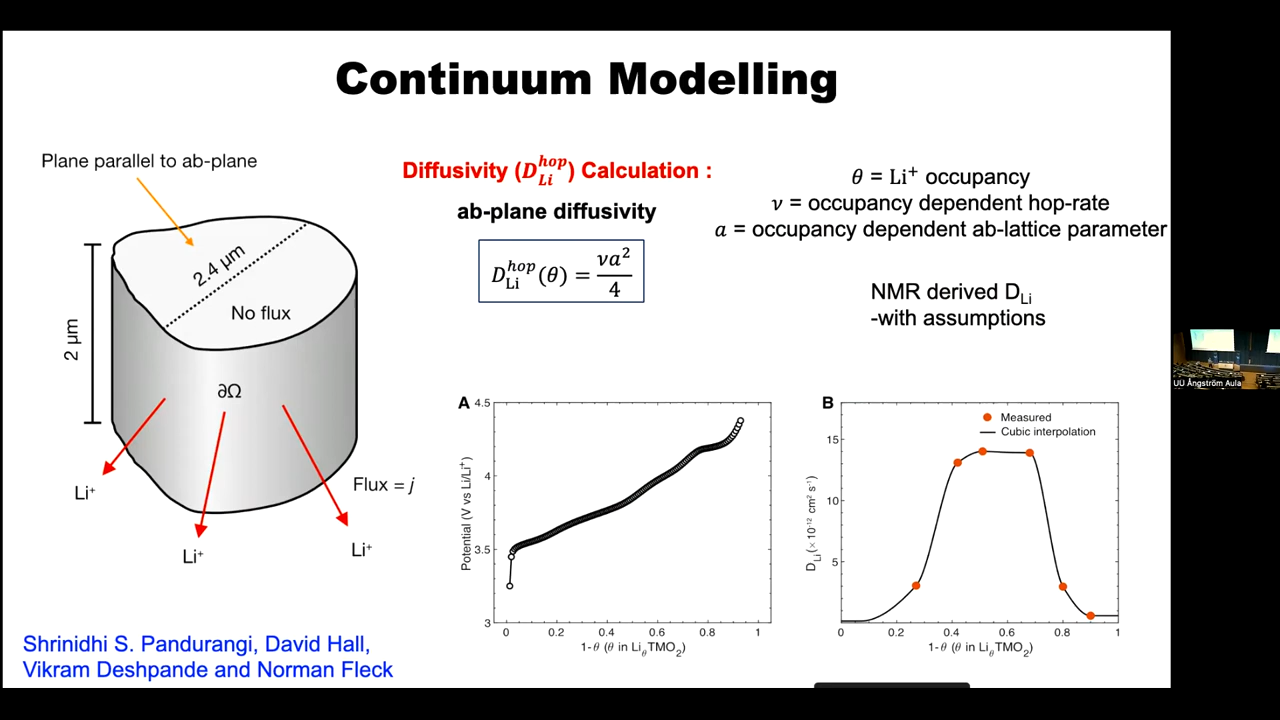 Continuum Modelling
Plane parallel to ab-plane
2.4 μm
No flux
2 μm
∂Ω
Flux = j
Li⁺
Li⁺
Li⁺
Diffusivity (D_Li^hop) Calculation :
ab-plane diffusivity
D_Li^hop(θ) = νa²/4
θ = Li⁺ occupancy
ν = occupancy dependent hop-rate
a = occupancy dependent ab-lattice parameter
NMR derived D_Li
-with assumptions
A
4.5
4
3.5
3
Potential (V vs Li/Li⁺)
0 0.2 0.4 0.6 0.8 1
1-θ (θ in Li_θTMO₂)
B
Measured
Cubic interpolation
15
10
5
D_Li (×10⁻¹² cm² s⁻¹)
0 0.2 0.4 0.6 0.8 1
1-θ (θ in Li_θTMO₂)
Shrinidhi S. Pandurangi, David Hall,
Vikram Deshpande and Norman Fleck
UU Ångström Aula